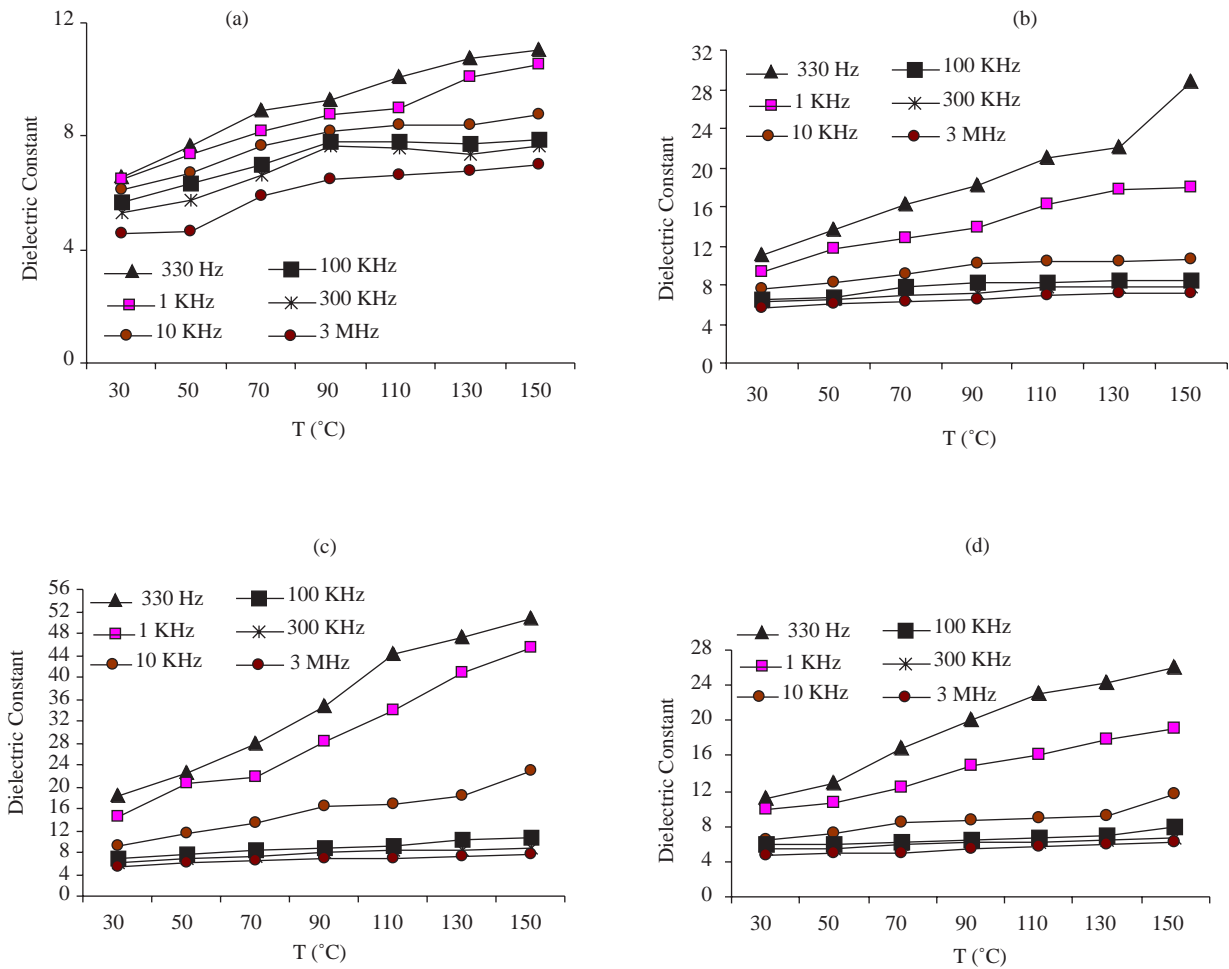 (a)
12
8
4
0
Dielectric Constant
330 Hz
1 KHz
10 KHz
100 KHz
300 KHz
3 MHz
30 50 70 90 110 130 150
T (˚C)
(b)
32
28
24
20
16
12
8
4
0
Dielectric Constant
330 Hz
1 KHz
10 KHz
100 KHz
300 KHz
3 MHz
30 50 70 90 110 130 150
T (˚C)
(c)
56
52
48
44
40
36
32
28
24
20
16
12
8
4
0
Dielectric Constant
330 Hz
1 KHz
10 KHz
100 KHz
300 KHz
3 MHz
30 50 70 90 110 130 150
T (˚C)
(d)
28
24
20
16
12
8
4
0
Dielectric Constant
330 Hz
1 KHz
10 KHz
100 KHz
300 KHz
3 MHz
30 50 70 90 110 130 150
T (˚C)